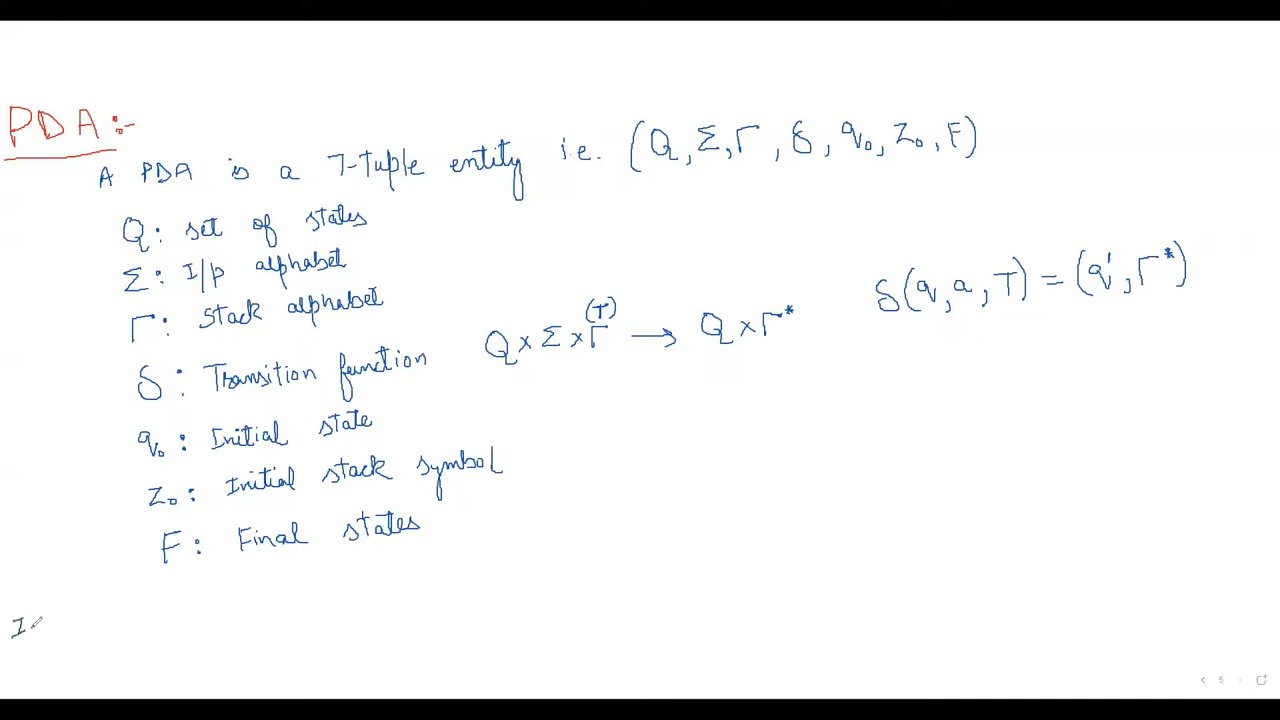 PDA :-
A PDA is a 7-tuple entity i.e. (Q, Σ, Γ, δ, q₀, Z₀, F)
Q: set of states
Σ: I/p alphabet
Γ: Stack alphabet
δ: Transition function Q × Σ × Γ (T) → Q × Γ*
δ(q, a, T) = (q', Γ*)
q₀: Initial state
Z₀: Initial stack symbol
F: Final states
I
5